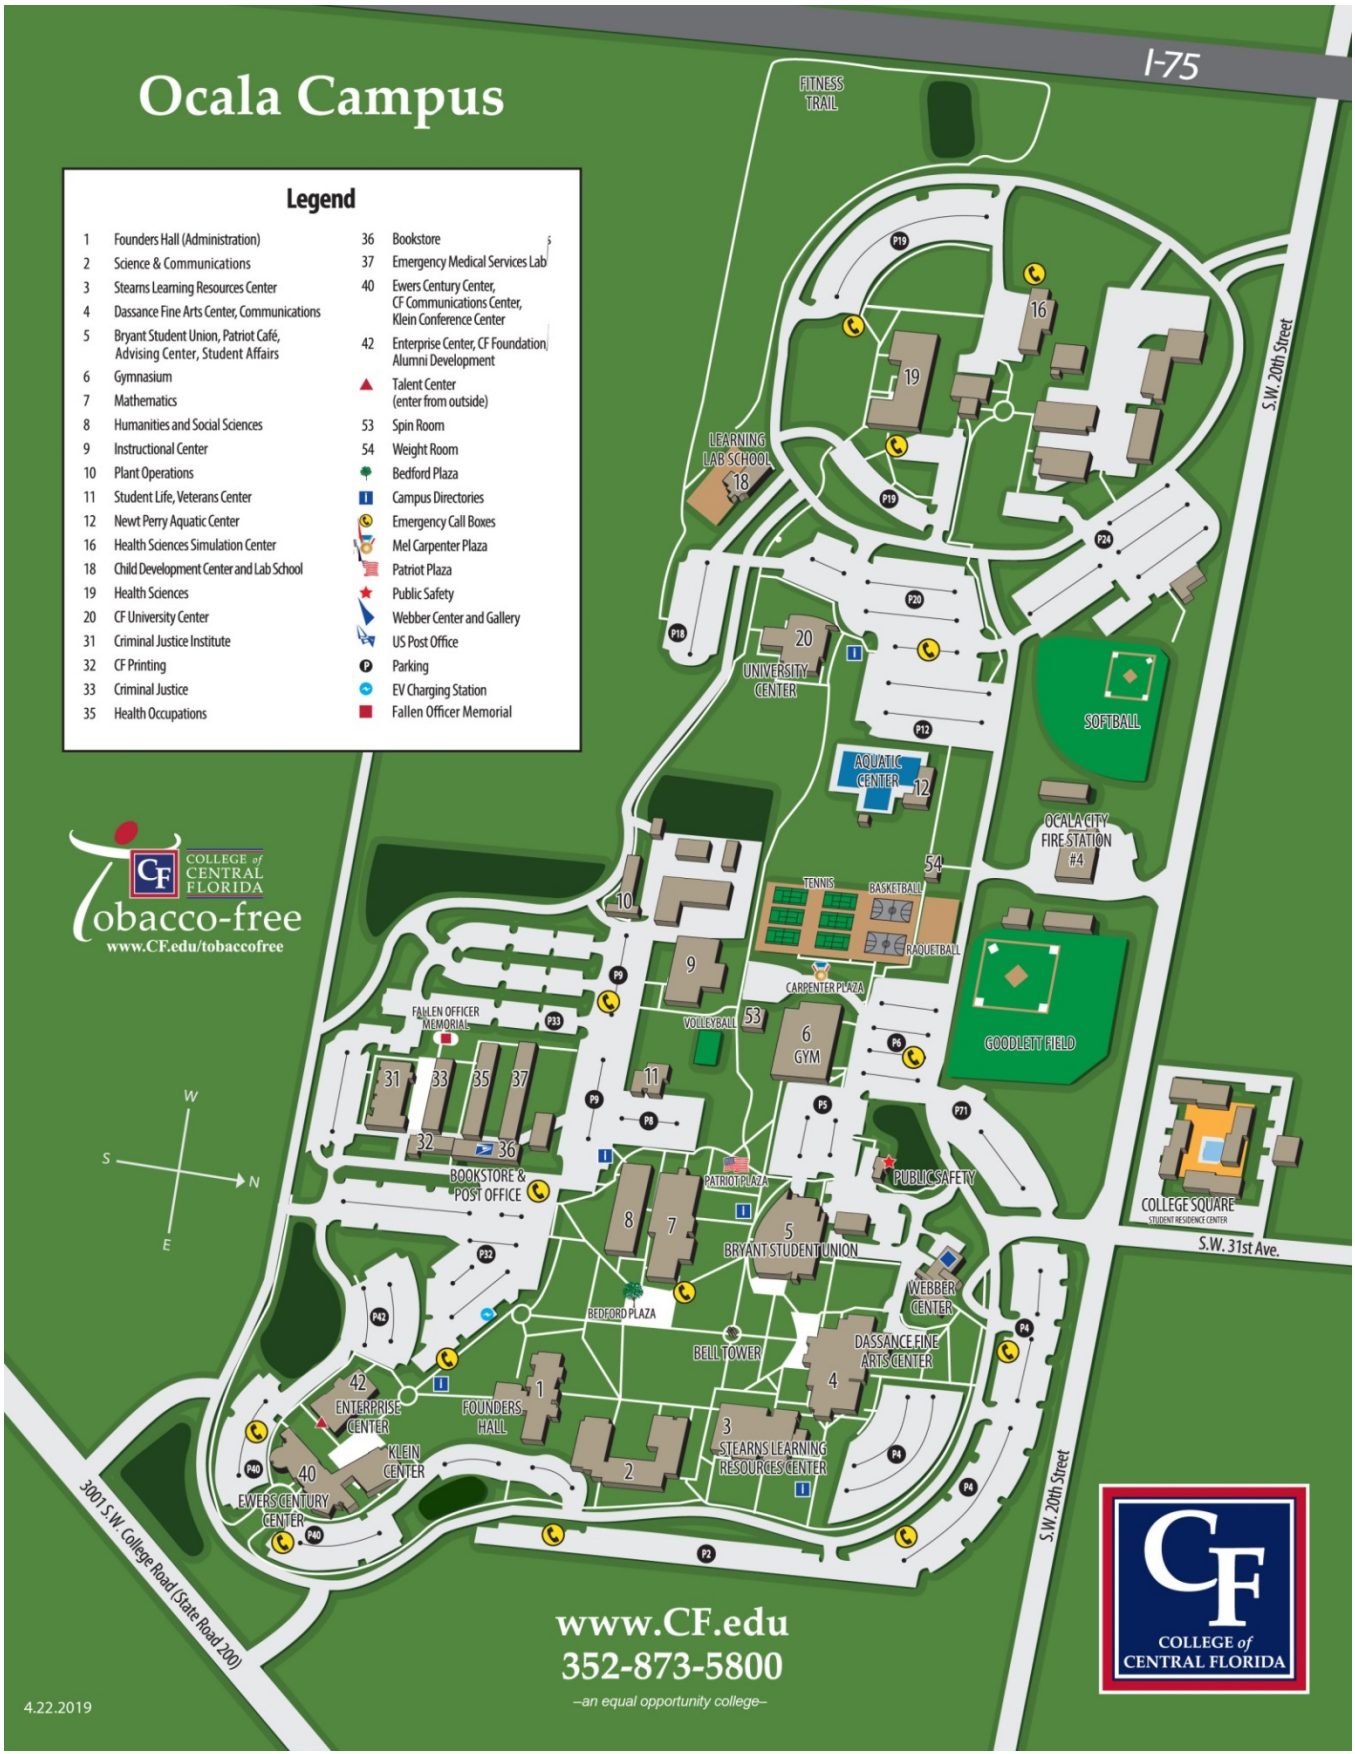 I-75
Ocala Campus
FITNESS
TRAIL
Legend
1 Founders Hall (Administration)
2 Science & Communications
3 Stearns Learning Resources Center
4 Dassance Fine Arts Center, Communications
5 Bryant Student Union, Patriot Café,
Advising Center, Student Affairs
6 Gymnasium
7 Mathematics
8 Humanities and Social Sciences
9 Instructional Center
10 Plant Operations
11 Student Life, Veterans Center
12 Newt Perry Aquatic Center
16 Health Sciences Simulation Center
18 Child Development Center and Lab School
19 Health Sciences
20 CF University Center
31 Criminal Justice Institute
32 CF Printing
33 Criminal Justice
35 Health Occupations
36 Bookstore
37 Emergency Medical Services Lab
40 Ewers Century Center,
CF Communications Center,
Klein Conference Center
42 Enterprise Center, CF Foundation
Alumni Development
Talent Center
(enter from outside)
53 Spin Room
54 Weight Room
Bedford Plaza
i Campus Directories
Emergency Call Boxes
Mel Carpenter Plaza
Patriot Plaza
Public Safety
Webber Center and Gallery
US Post Office
P Parking
EV Charging Station
Fallen Officer Memorial
P19
16
19
S.W. 20th Street
LEARNING
LAB SCHOOL
18
P19
P24
P20
P18
20
i
UNIVERSITY
CENTER
SOFTBALL
P12
AQUATIC
CENTER
12
OCALA CITY
FIRE STATION
#4
54
TENNIS
BASKETBALL
10
RAQUETBALL
CF
COLLEGE of
CENTRAL
FLORIDA
Tobacco-free
www.CF.edu/tobaccofree
9
P9
CARPENTER PLAZA
FALLEN OFFICER
MEMORIAL
P33
VOLLEYBALL
53
6
GYM
P6
GOODLETT FIELD
31
33
35
37
11
P9
P8
P5
P71
W
S
N
E
32
36
BOOKSTORE &
POST OFFICE
i
PATRIOT PLAZA
PUBLIC SAFETY
COLLEGE SQUARE
STUDENT RESIDENCE CENTER
S.W. 31st Ave.
8
7
i
5
BRYANT STUDENT UNION
P32
WEBBER
CENTER
P42
BEDFORD PLAZA
BELL TOWER
P4
DASSANCE FINE
ARTS CENTER
4
42
ENTERPRISE
CENTER
i
1
FOUNDERS
HALL
3
STEARNS LEARNING
RESOURCES CENTER
i
P4
P4
KLEIN
CENTER
40
P40
EWERS CENTURY
CENTER
P40
2
P2
S.W. 20th Street
3001 S.W. College Road (State Road 200)
www.CF.edu
352-873-5800
–an equal opportunity college–
CF
COLLEGE of
CENTRAL FLORIDA
4.22.2019